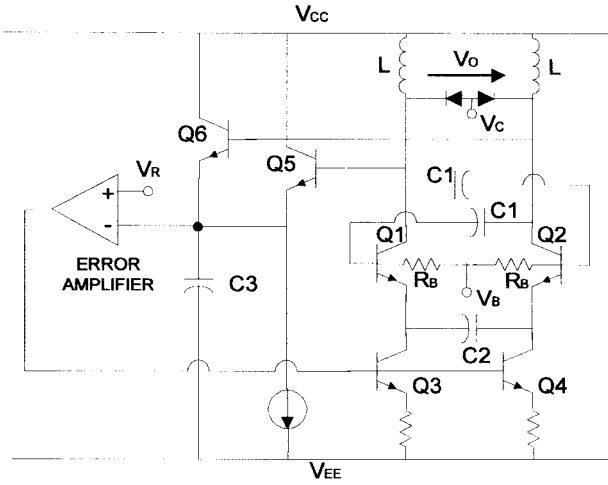 VCC
L
VO
L
Q6
VC
Q5
VR
C1
+
C1
-
Q1
Q2
ERROR
AMPLIFIER
C3
RB
VB
RB
C2
Q3
Q4
VEE